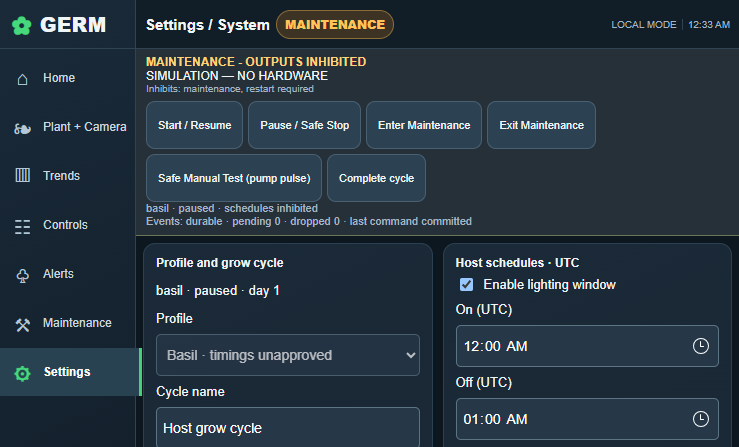 GERM
Settings / System MAINTENANCE
LOCAL MODE 12:33 AM
Home
Plant + Camera
Trends
Controls
Alerts
Maintenance
Settings
MAINTENANCE - OUTPUTS INHIBITED
SIMULATION — NO HARDWARE
Inhibits: maintenance, restart required
Start / Resume
Pause / Safe Stop
Enter Maintenance
Exit Maintenance
Safe Manual Test (pump pulse)
Complete cycle
basil · paused · schedules inhibited
Events: durable · pending 0 · dropped 0 · last command committed
Profile and grow cycle
basil · paused · day 1
Profile
Basil · timings unapproved
Cycle name
Host grow cycle
Host schedules · UTC
Enable lighting window
On (UTC)
12:00 AM
Off (UTC)
01:00 AM